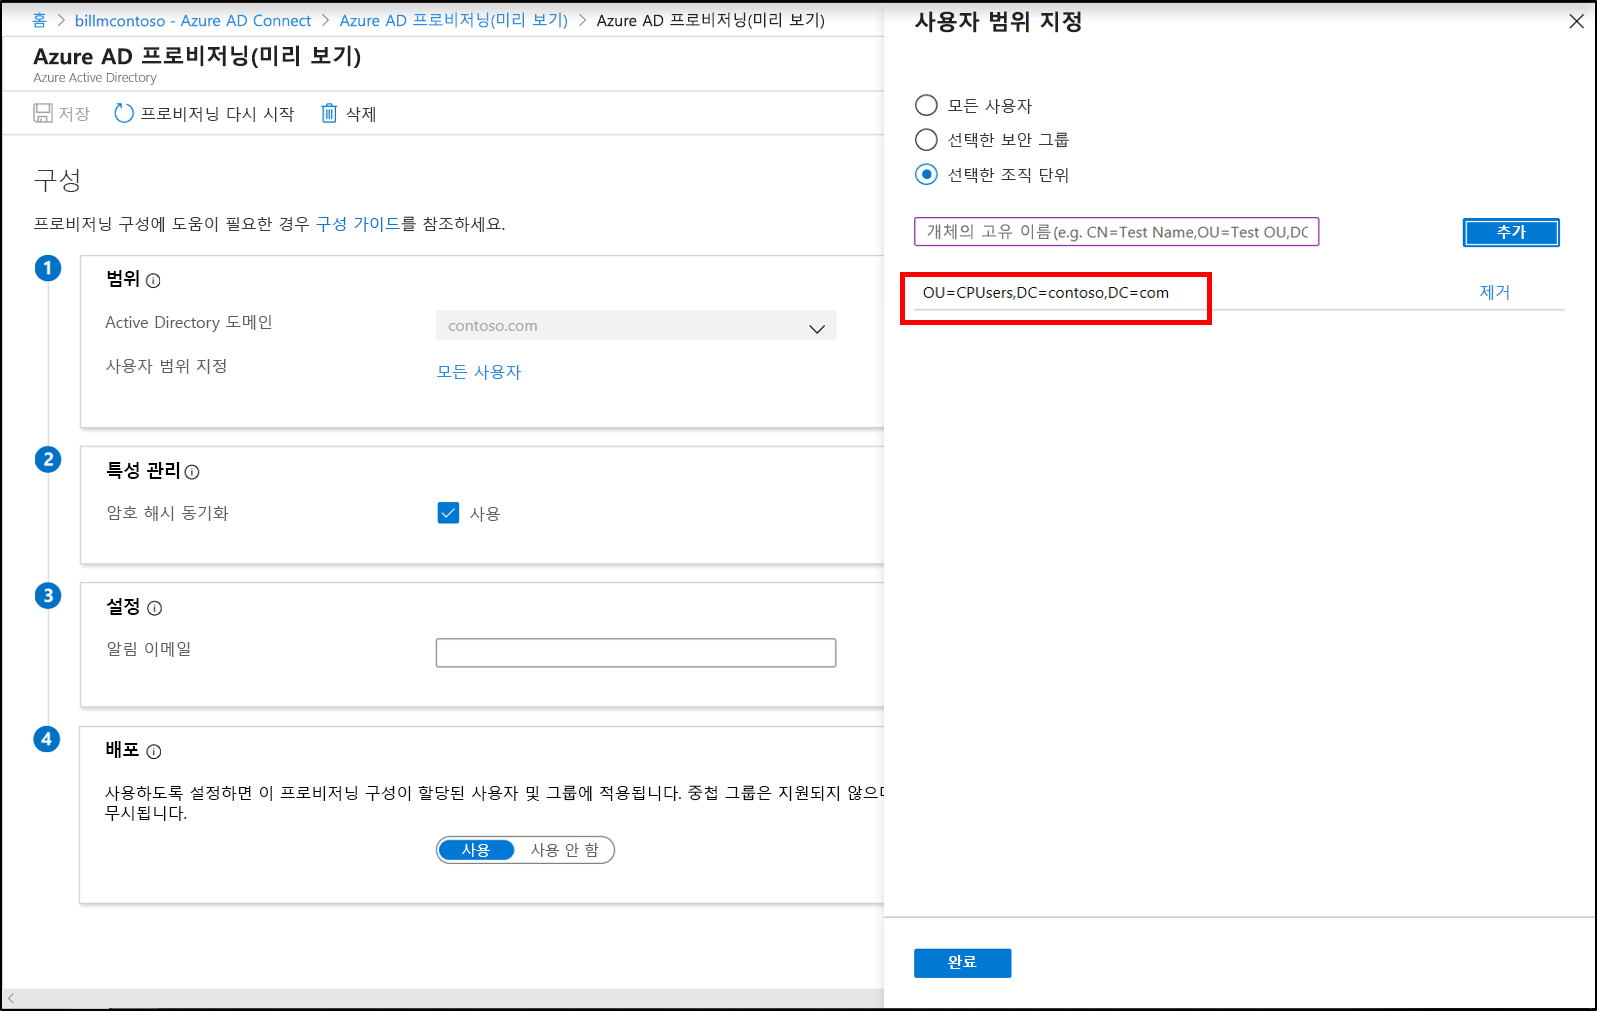 홈 > billmcontoso - Azure AD Connect > Azure AD 프로비저닝(미리 보기) > Azure AD 프로비저닝(미리 보기)
Azure AD 프로비저닝(미리 보기)
Azure Active Directory
저장 프로비저닝 다시 시작 삭제
구성
프로비저닝 구성에 도움이 필요한 경우 구성 가이드를 참조하세요.
1
범위
Active Directory 도메인
contoso.com
사용자 범위 지정
모든 사용자
2
특성 관리
암호 해시 동기화
사용
3
설정
알림 이메일
4
배포
사용하도록 설정하면 이 프로비저닝 구성이 할당된 사용자 및 그룹에 적용됩니다. 중첩 그룹은 지원되지
무시됩니다.
사용 사용 안 함
사용자 범위 지정
모든 사용자
선택한 보안 그룹
선택한 조직 단위
개체의 고유 이름(e.g. CN=Test Name,OU=Test OU,DC
추가
OU=CPUsers,DC=contoso,DC=com
제거
완료